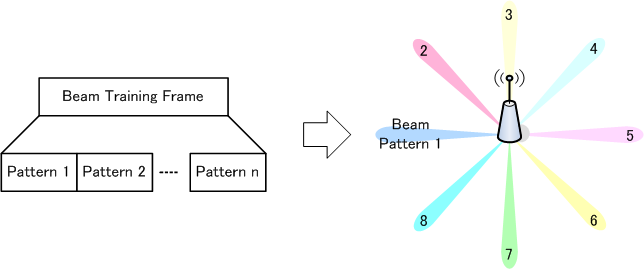 Beam Training Frame
Pattern 1
Pattern 2
----
Pattern n
Beam
Pattern 1
2
3
4
5
6
7
8